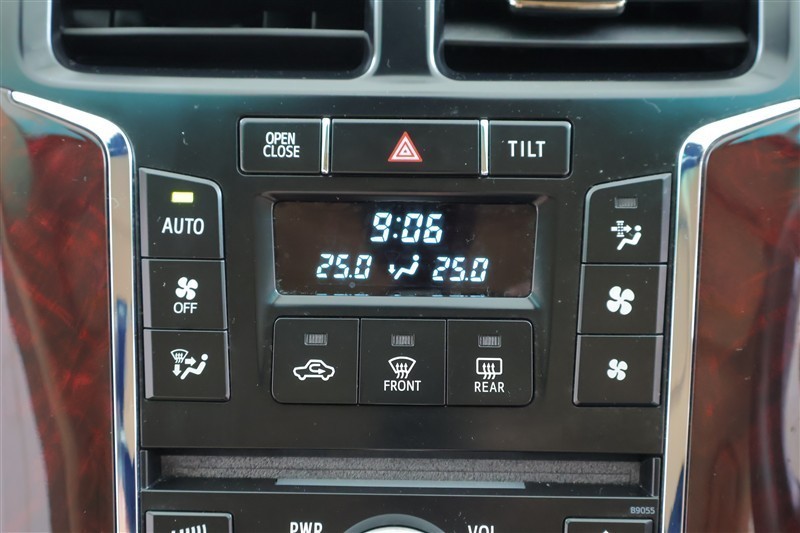 OPEN
CLOSE
TILT
AUTO
9:06
25.0 25.0
OFF
FRONT
REAR
B9055
PWR
VOL